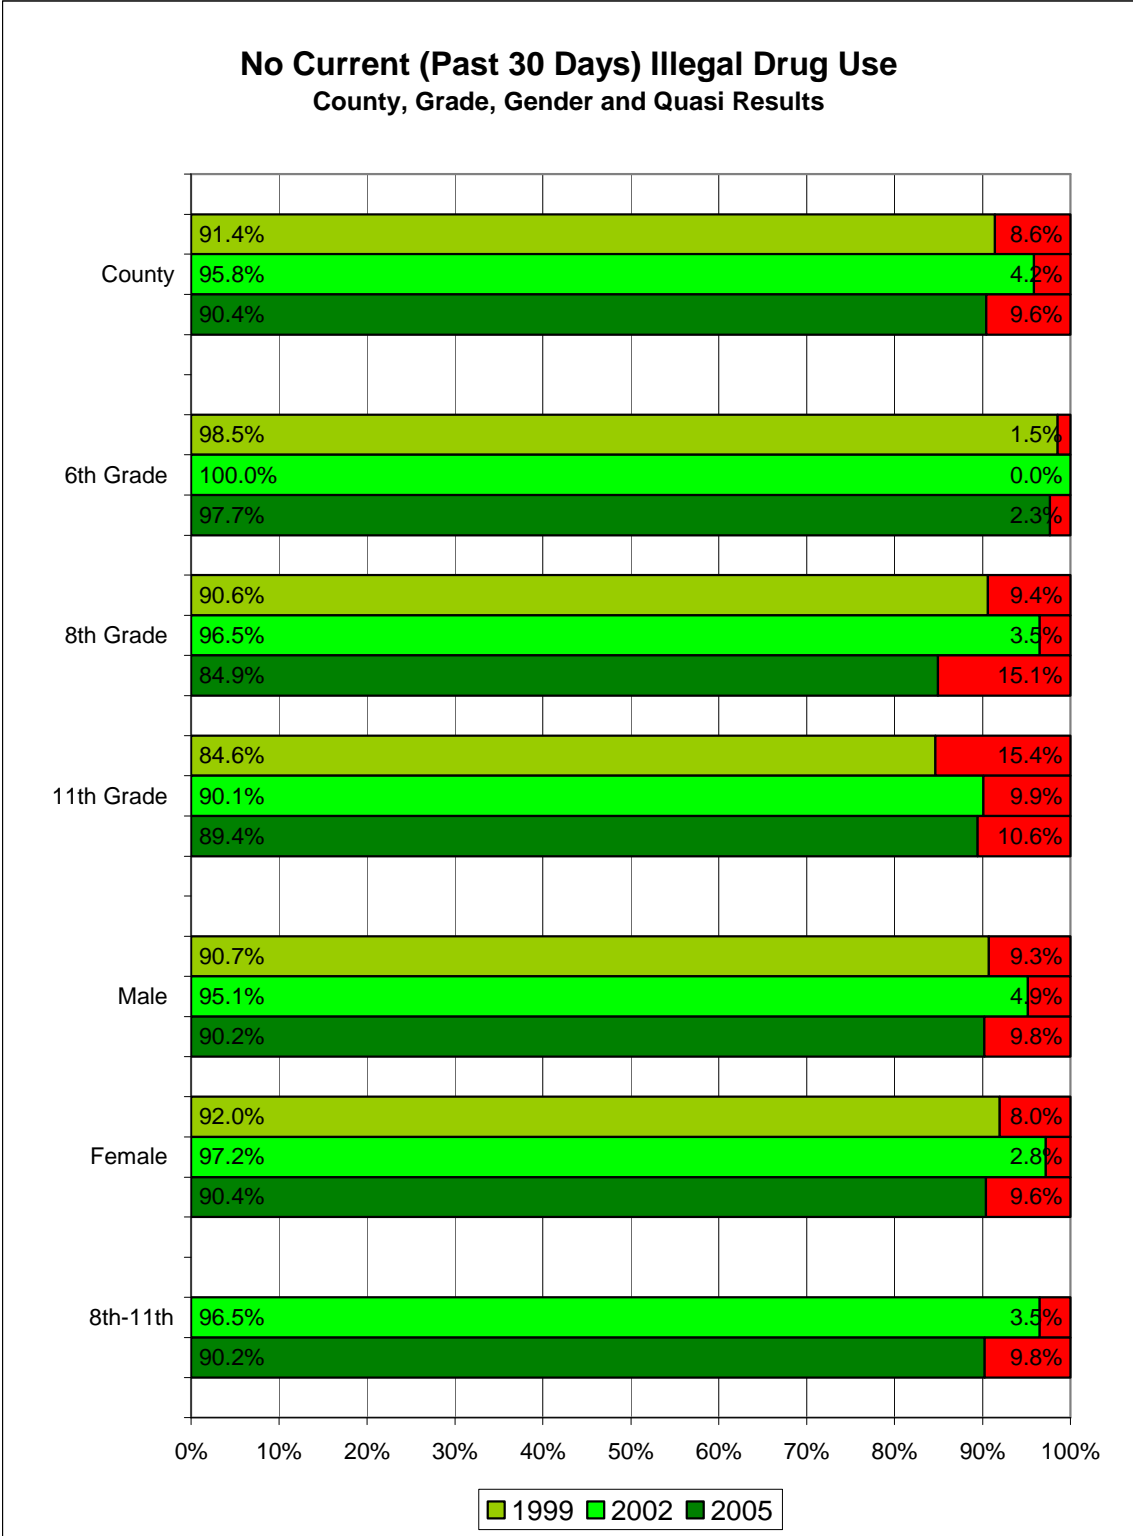 No Current (Past 30 Days) Illegal Drug Use
County, Grade, Gender and Quasi Results
91.4% 8.6%
County 95.8% 4.2%
90.4% 9.6%
98.5% 1.5%
6th Grade 100.0% 0.0%
97.7% 2.3%
90.6% 9.4%
8th Grade 96.5% 3.5%
84.9% 15.1%
84.6% 15.4%
11th Grade 90.1% 9.9%
89.4% 10.6%
90.7% 9.3%
Male 95.1% 4.9%
90.2% 9.8%
92.0% 8.0%
Female 97.2% 2.8%
90.4% 9.6%
8th-11th 96.5% 3.5%
90.2% 9.8%
0% 10% 20% 30% 40% 50% 60% 70% 80% 90% 100%
1999 2002 2005